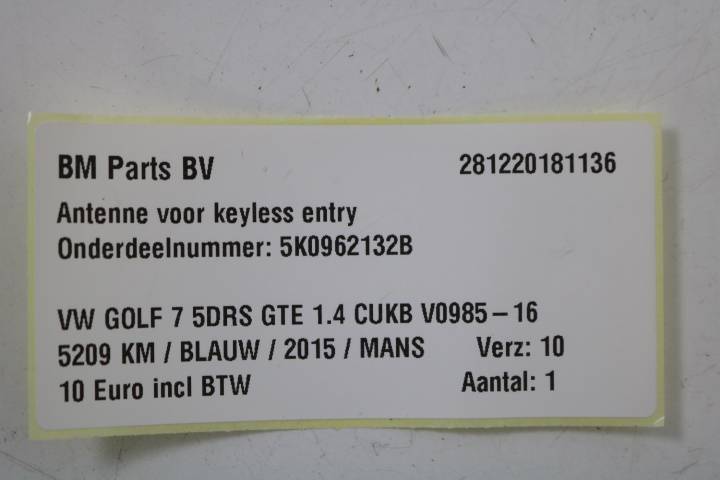 BM Parts BV 281220181136
Antenne voor keyless entry
Onderdeelnummer: 5K0962132B
VW GOLF 7 5DRS GTE 1.4 CUKB V0985-16
5209 KM / BLAUW / 2015 / MANS Verz: 10
10 Euro incl BTW Aantal: 1